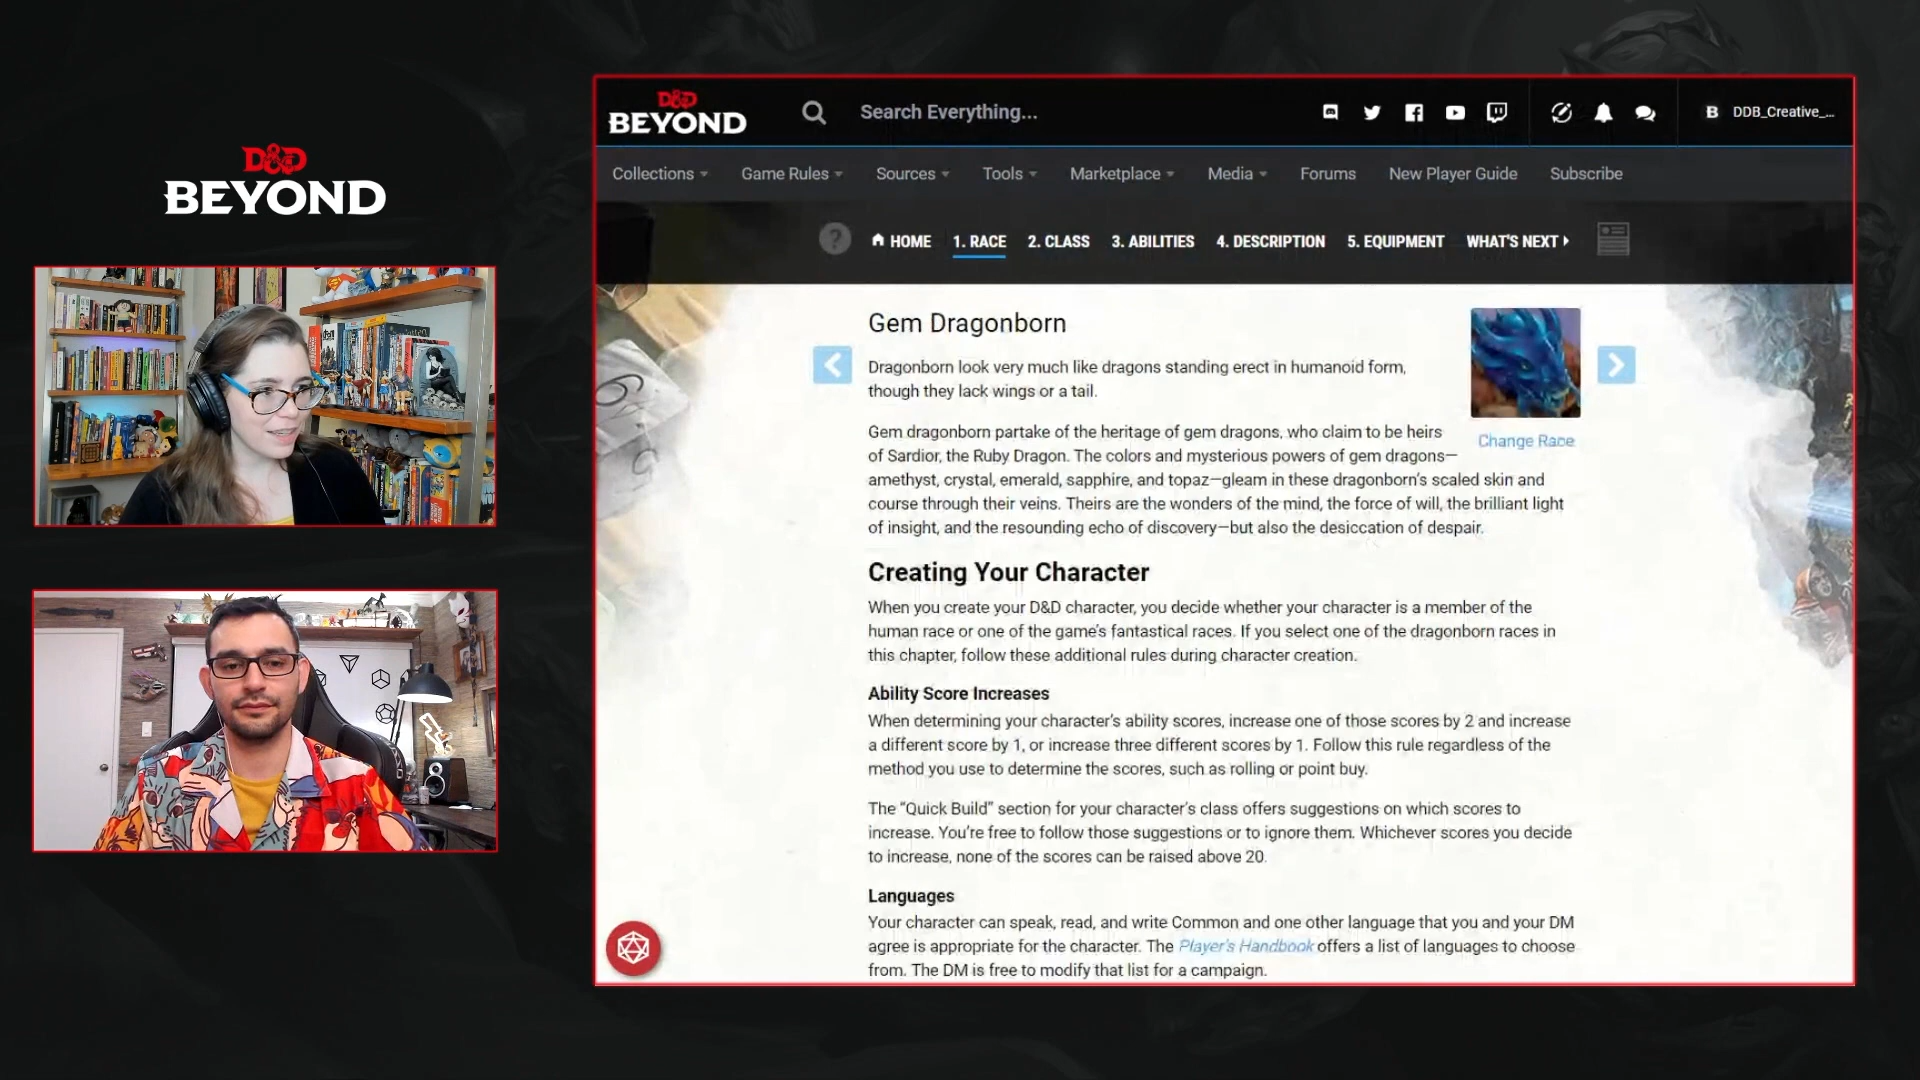 D&D
BEYOND
D&D
BEYOND
Search Everything...
B DDB_Creative_...
Collections
Game Rules
Sources
Tools
Marketplace
Media
Forums
New Player Guide
Subscribe
?
HOME
1. RACE
2. CLASS
3. ABILITIES
4. DESCRIPTION
5. EQUIPMENT
WHAT'S NEXT
Gem Dragonborn
Dragonborn look very much like dragons standing erect in humanoid form,
though they lack wings or a tail.
Change Race
Gem dragonborn partake of the heritage of gem dragons, who claim to be heirs
of Sardior, the Ruby Dragon. The colors and mysterious powers of gem dragons—
amethyst, crystal, emerald, sapphire, and topaz—gleam in these dragonborn's scaled skin and
course through their veins. Theirs are the wonders of the mind, the force of will, the brilliant light
of insight, and the resounding echo of discovery—but also the desiccation of despair.
Creating Your Character
When you create your D&D character, you decide whether your character is a member of the
human race or one of the game's fantastical races. If you select one of the dragonborn races in
this chapter, follow these additional rules during character creation.
Ability Score Increases
When determining your character's ability scores, increase one of those scores by 2 and increase
a different score by 1, or increase three different scores by 1. Follow this rule regardless of the
method you use to determine the scores, such as rolling or point buy.
The “Quick Build” section for your character's class offers suggestions on which scores to
increase. You're free to follow those suggestions or to ignore them. Whichever scores you decide
to increase, none of the scores can be raised above 20.
Languages
Your character can speak, read, and write Common and one other language that you and your DM
agree is appropriate for the character. The Player's Handbook offers a list of languages to choose
from. The DM is free to modify that list for a campaign.